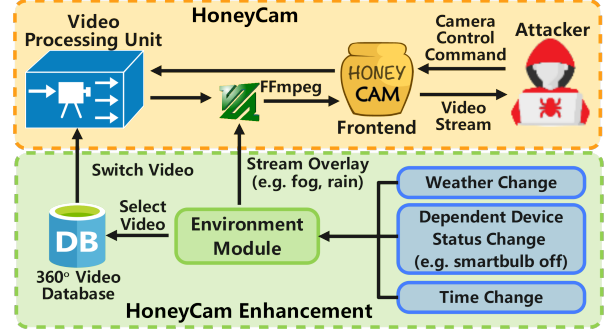 HoneyCam
Video
Processing Unit
FFmpeg
HONEY
CAM
Frontend
Camera
Control
Command
Attacker
Video
Stream
Switch Video
Stream Overlay
(e.g. fog, rain)
Select
Video
DB
360° Video
Database
Environment
Module
Weather Change
Dependent Device
Status Change
(e.g. smartbulb off)
Time Change
HoneyCam Enhancement